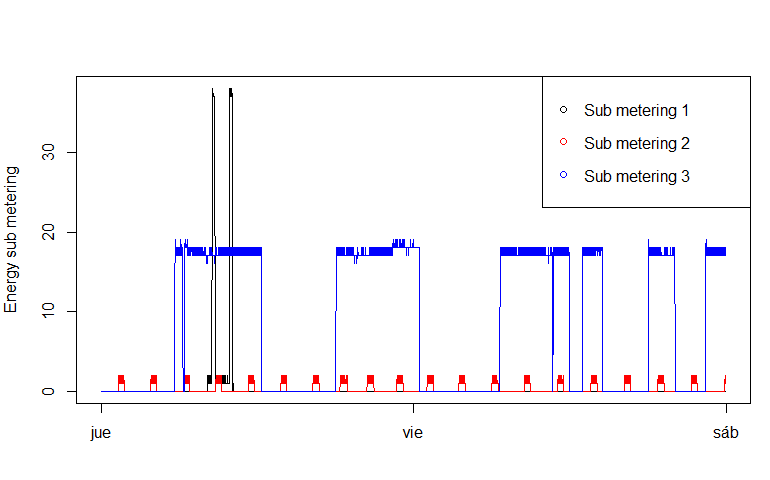 Sub metering 1
Sub metering 2
Sub metering 3
Energy sub metering
30
20
10
0
jue vie sáb